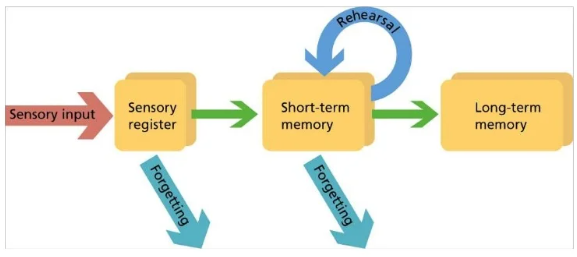 Rehearsal
Sensory input
Sensory
register
Short-term
memory
Long-term
memory
Forgetting
Forgetting